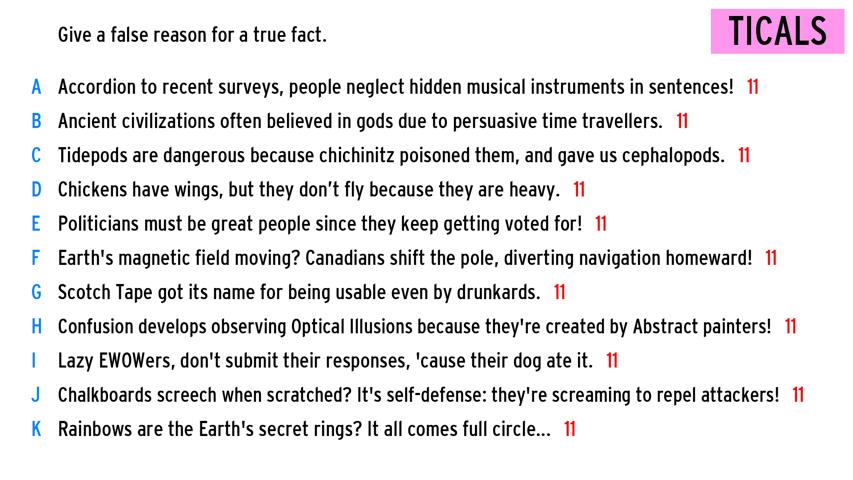 Give a false reason for a true fact.
TICALS
A Accordion to recent surveys, people neglect hidden musical instruments in sentences! 11
B Ancient civilizations often believed in gods due to persuasive time travellers. 11
C Tidepods are dangerous because chichinitz poisoned them, and gave us cephalopods. 11
D Chickens have wings, but they don't fly because they are heavy. 11
E Politicians must be great people since they keep getting voted for! 11
F Earth's magnetic field moving? Canadians shift the pole, diverting navigation homeward! 11
G Scotch Tape got its name for being usable even by drunkards. 11
H Confusion develops observing Optical Illusions because they're created by Abstract painters! 11
I Lazy EWOWers, don't submit their responses, 'cause their dog ate it. 11
J Chalkboards screech when scratched? It's self-defense: they're screaming to repel attackers! 11
K Rainbows are the Earth's secret rings? It all comes full circle... 11